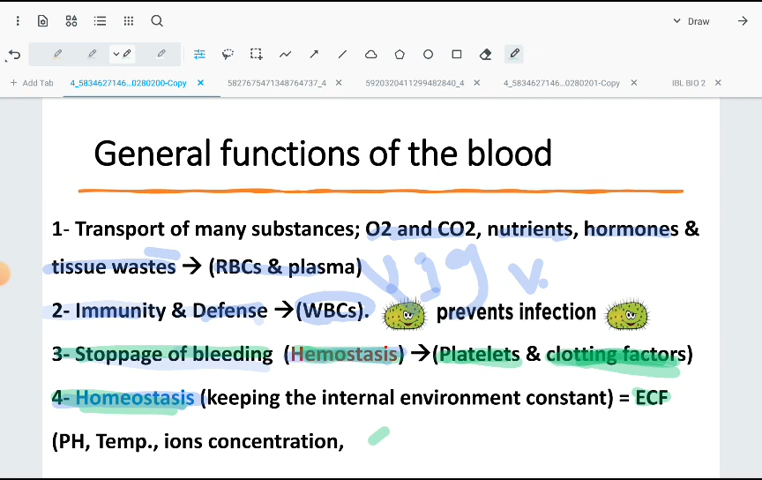 Draw
Add Tab 4_5834627146...0280200-Copy 5827675471348764737_4 5920320411299482840_4 4_5834627146...0280201-Copy IBL BIO 2
General functions of the blood
1- Transport of many substances; O2 and CO2, nutrients, hormones &
tissue wastes → (RBCs & plasma)
2- Immunity & Defense →(WBCs). prevents infection
3- Stoppage of bleeding (Hemostasis) →(Platelets & clotting factors)
4- Homeostasis (keeping the internal environment constant) = ECF
(PH, Temp., ions concentration,